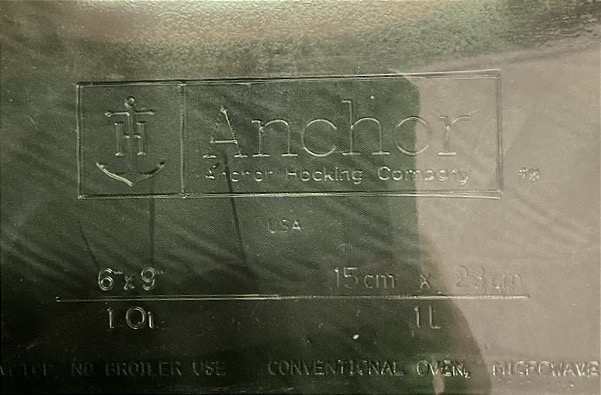 H
Anchor
Anchor Hocking Company
USA
6" x 9" 15cm x 23cm
1 Qt 1L
NO BROILER USE CONVENTIONAL OVEN, MICROWAVE